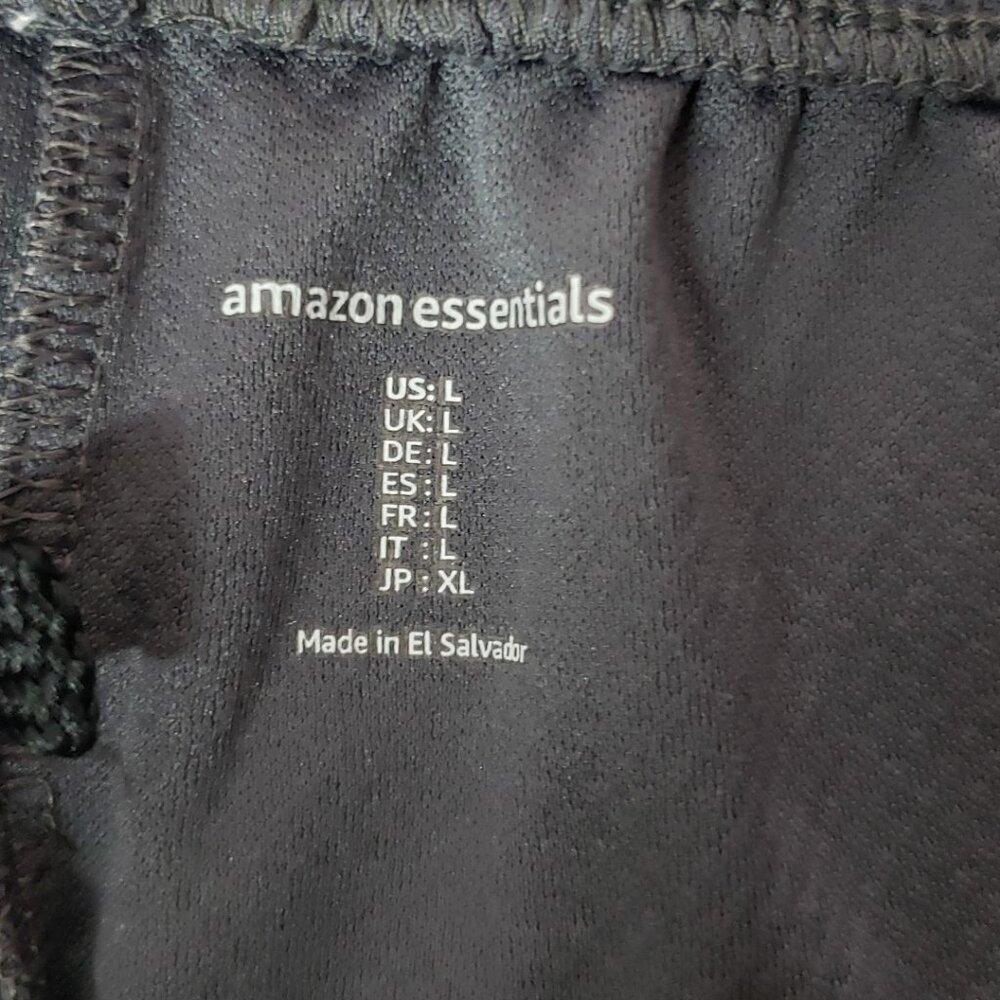 amazon essentials
US: L
UK: L
DE: L
ES: L
FR: L
IT : L
JP: XL
Made in El Salvador